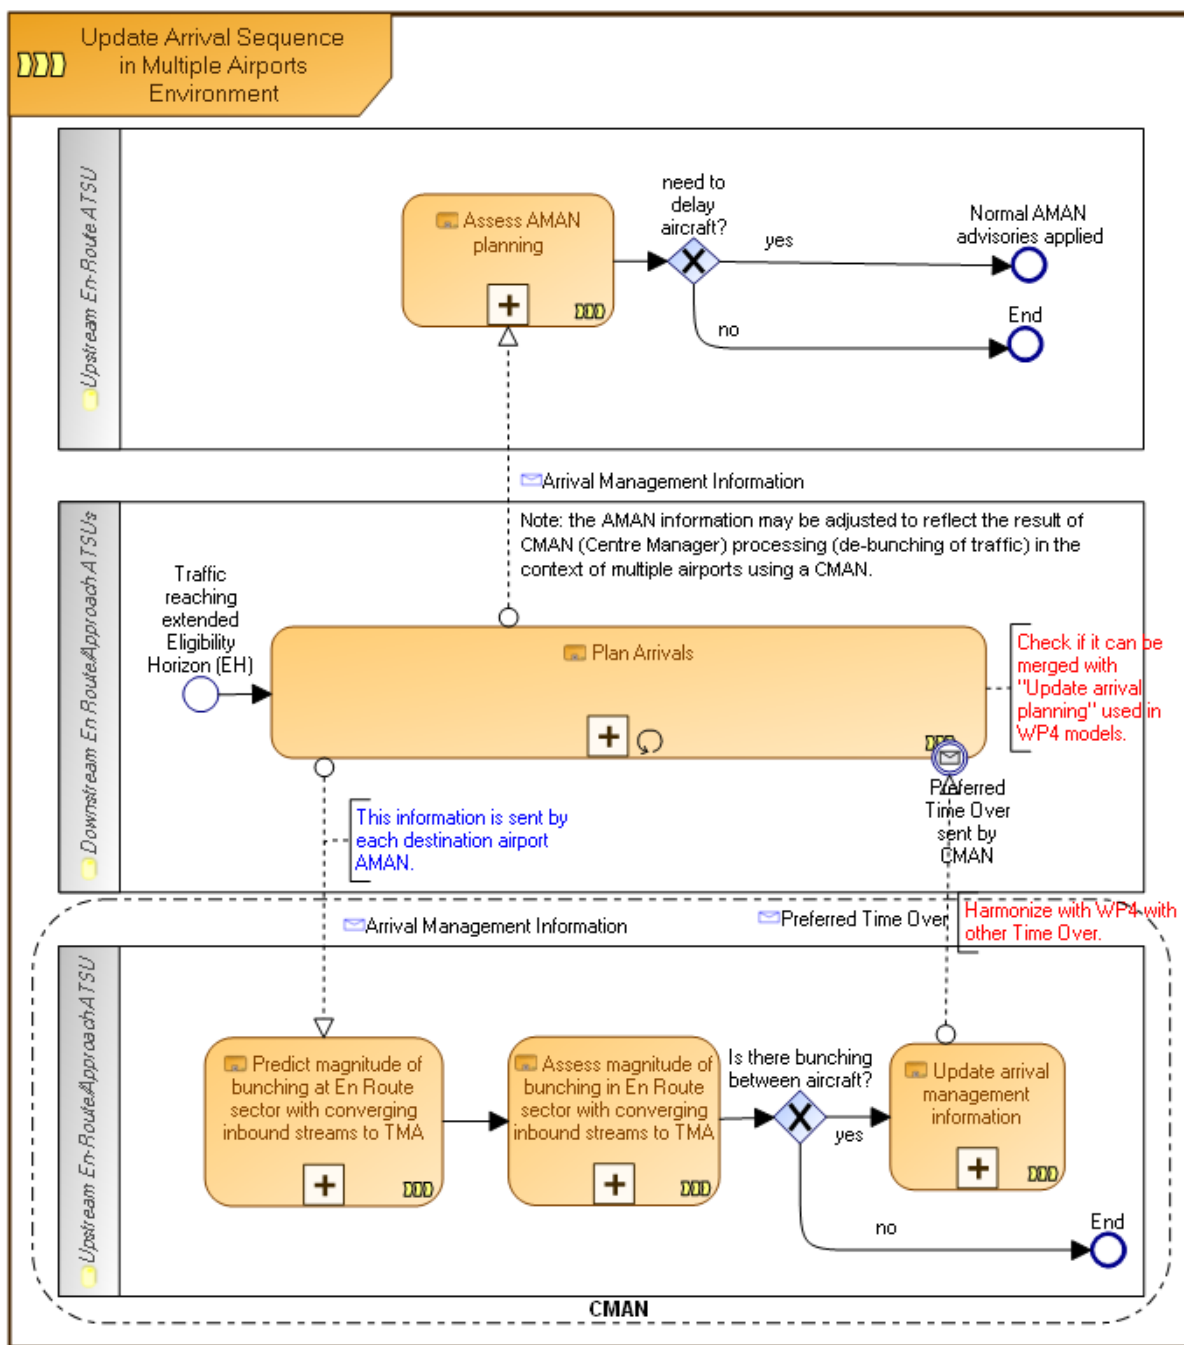 Update Arrival Sequence
in Multiple Airports
Environment
Upstream En-Route ATSU
Assess AMAN
planning
need to
delay
aircraft?
yes
Normal AMAN
advisories applied
no
End
Arrival Management Information
Downstream En Route/Approach ATSUs
Note: the AMAN information may be adjusted to reflect the result of
CMAN (Centre Manager) processing (de-bunching of traffic) in the
context of multiple airports using a CMAN.
Traffic
reaching
extended
Eligibility
Horizon (EH)
Plan Arrivals
Check if it can be
merged with
"Update arrival
planning" used in
WP4 models.
Preferred
Time Over
sent by
CMAN
This information is sent by
each destination airport
AMAN.
Arrival Management Information
Preferred Time Over
Harmonize with WP4 with
other Time Over.
Upstream En-Route/Approach ATSU
Predict magnitude of
bunching at En Route
sector with converging
inbound streams to TMA
Assess magnitude of
bunching in En Route
sector with converging
inbound streams to TMA
Is there bunching
between aircraft?
yes
Update arrival
management
information
no
End
CMAN